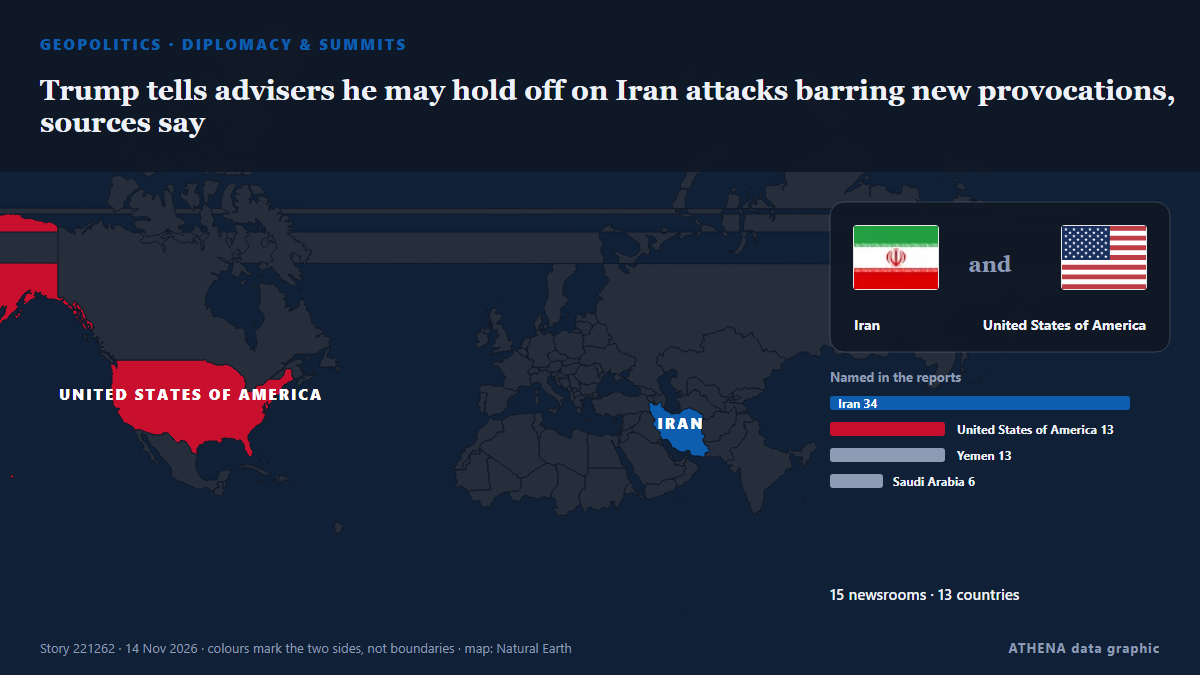 GEOPOLITICS · DIPLOMACY & SUMMITS
Trump tells advisers he may hold off on Iran attacks barring new provocations,
sources say
and
Iran
United States of America
Named in the reports
Iran 34
United States of America 13
Yemen 13
Saudi Arabia 6
UNITED STATES OF AMERICA
IRAN
15 newsrooms · 13 countries
Story 221262 · 14 Nov 2026 · colours mark the two sides, not boundaries · map: Natural Earth
ATHENA data graphic